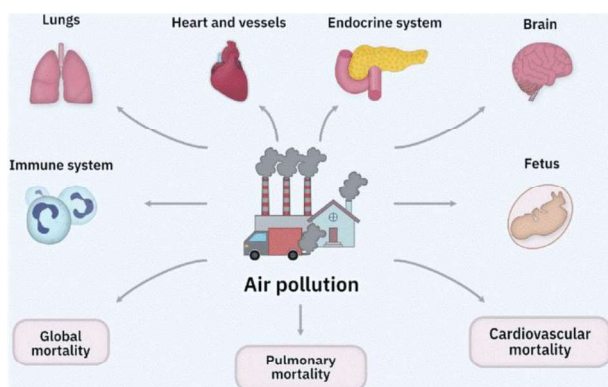 Lungs
Heart and vessels
Endocrine system
Brain
Immune system
Fetus
Air pollution
Global
mortality
Pulmonary
mortality
Cardiovascular
mortality